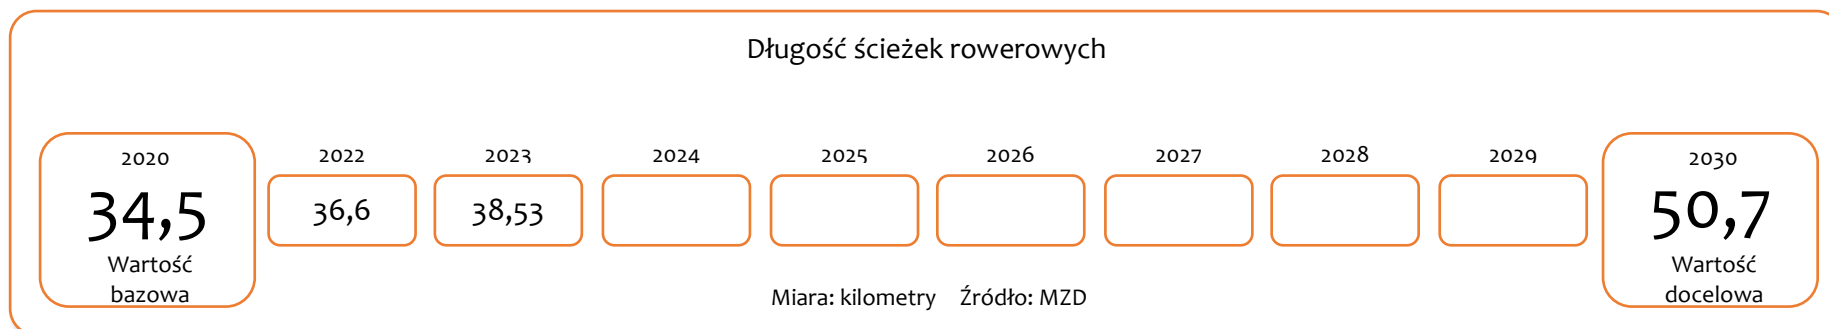 Długość ścieżek rowerowych
2020 2022 2023 2024 2025 2026 2027 2028 2029 2030
34,5 36,6 38,53 50,7
Wartość bazowa
Wartość docelowa
Miara: kilometry Źródło: MZD